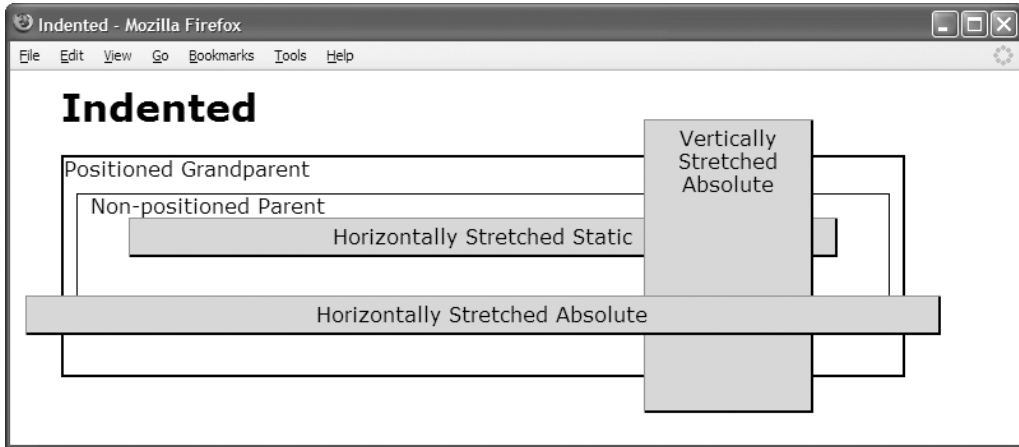 Indented - Mozilla Firefox
File Edit View Go Bookmarks Tools Help
Indented
Positioned Grandparent
Vertically
Stretched
Absolute
Non-positioned Parent
Horizontally Stretched Static
Horizontally Stretched Absolute